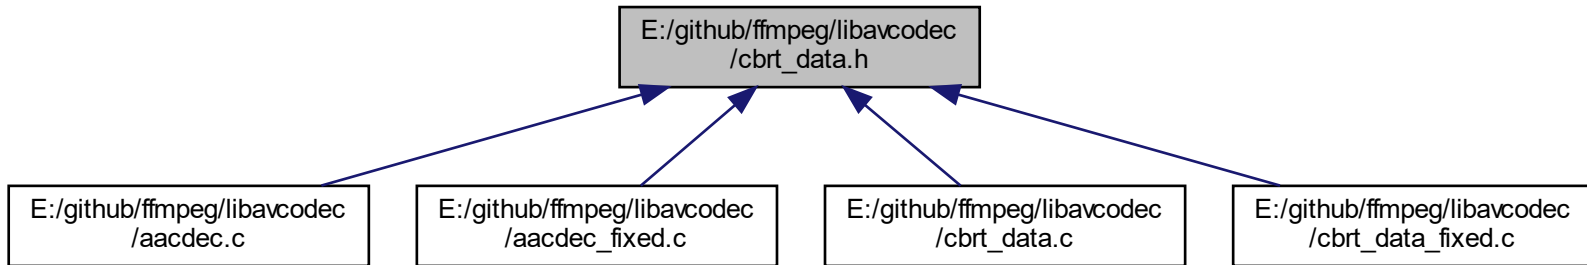 E:/github/ffmpeg/libavcodec
/cbrt_data.h
E:/github/ffmpeg/libavcodec
/aacdec.c
E:/github/ffmpeg/libavcodec
/aacdec_fixed.c
E:/github/ffmpeg/libavcodec
/cbrt_data.c
E:/github/ffmpeg/libavcodec
/cbrt_data_fixed.c